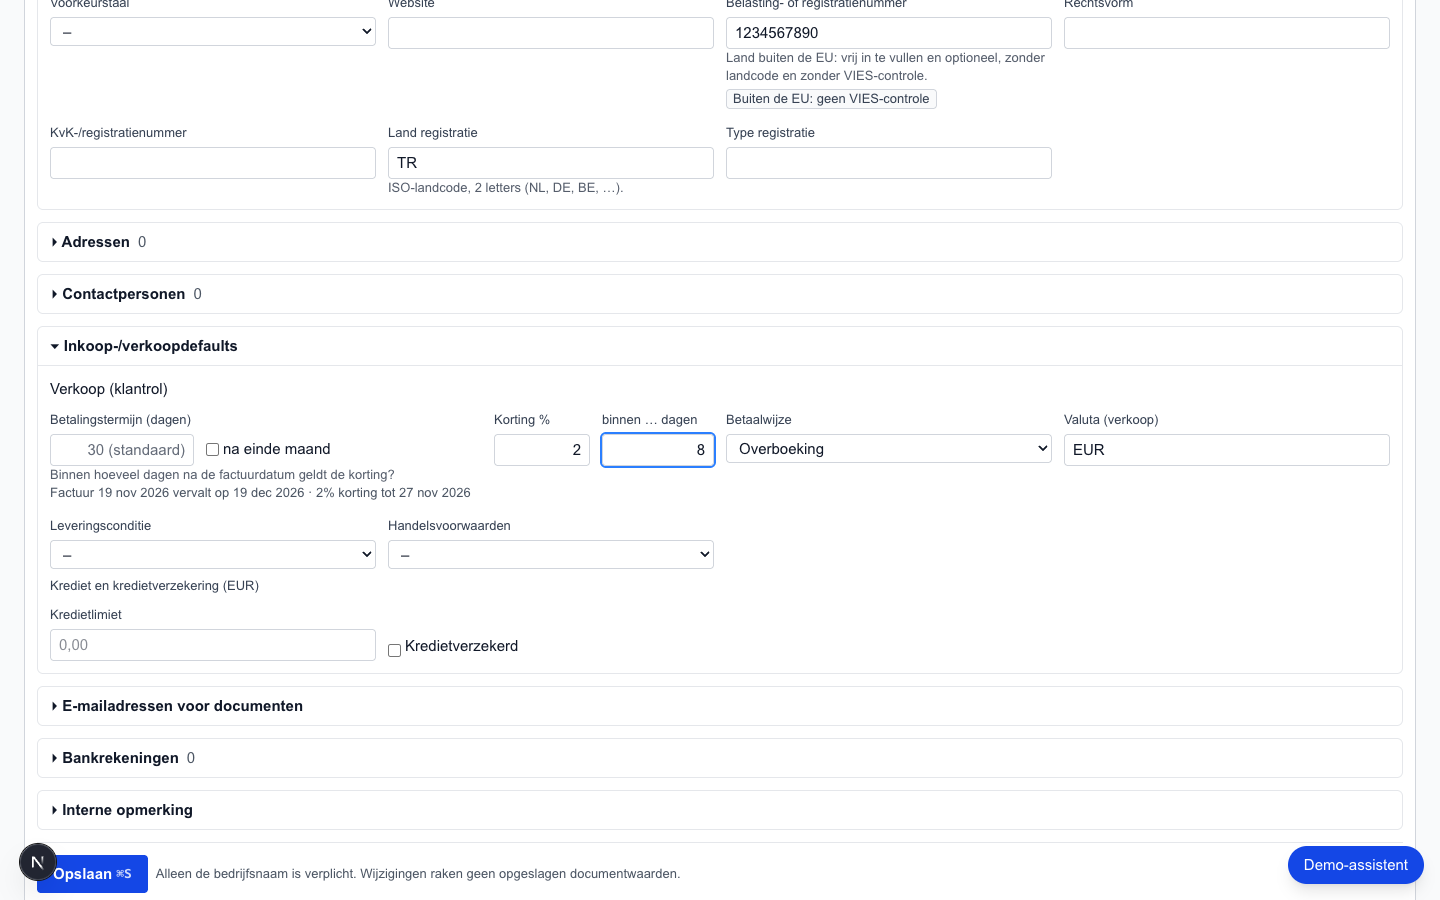 Voorkeurstaal
Website
Belasting- of registratienummer
Rechtsvorm
–
1234567890
Land buiten de EU: vrij in te vullen en optioneel, zonder
landcode en zonder VIES-controle.
Buiten de EU: geen VIES-controle
KvK-/registratienummer
Land registratie
Type registratie
TR
ISO-landcode, 2 letters (NL, DE, BE, …).
Adressen 0
Contactpersonen 0
Inkoop-/verkoopdefaults
Verkoop (klantrol)
Betalingstermijn (dagen)
Korting %
binnen … dagen
Betaalwijze
Valuta (verkoop)
30 (standaard)
na einde maand
2
8
Overboeking
EUR
Binnen hoeveel dagen na de factuurdatum geldt de korting?
Factuur 19 nov 2026 vervalt op 19 dec 2026 · 2% korting tot 27 nov 2026
Leveringsconditie
Handelsvoorwaarden
–
–
Krediet en kredietverzekering (EUR)
Kredietlimiet
0,00
Kredietverzekerd
E-mailadressen voor documenten
Bankrekeningen 0
Interne opmerking
N
Opslaan ⌘S
Alleen de bedrijfsnaam is verplicht. Wijzigingen raken geen opgeslagen documentwaarden.
Demo-assistent